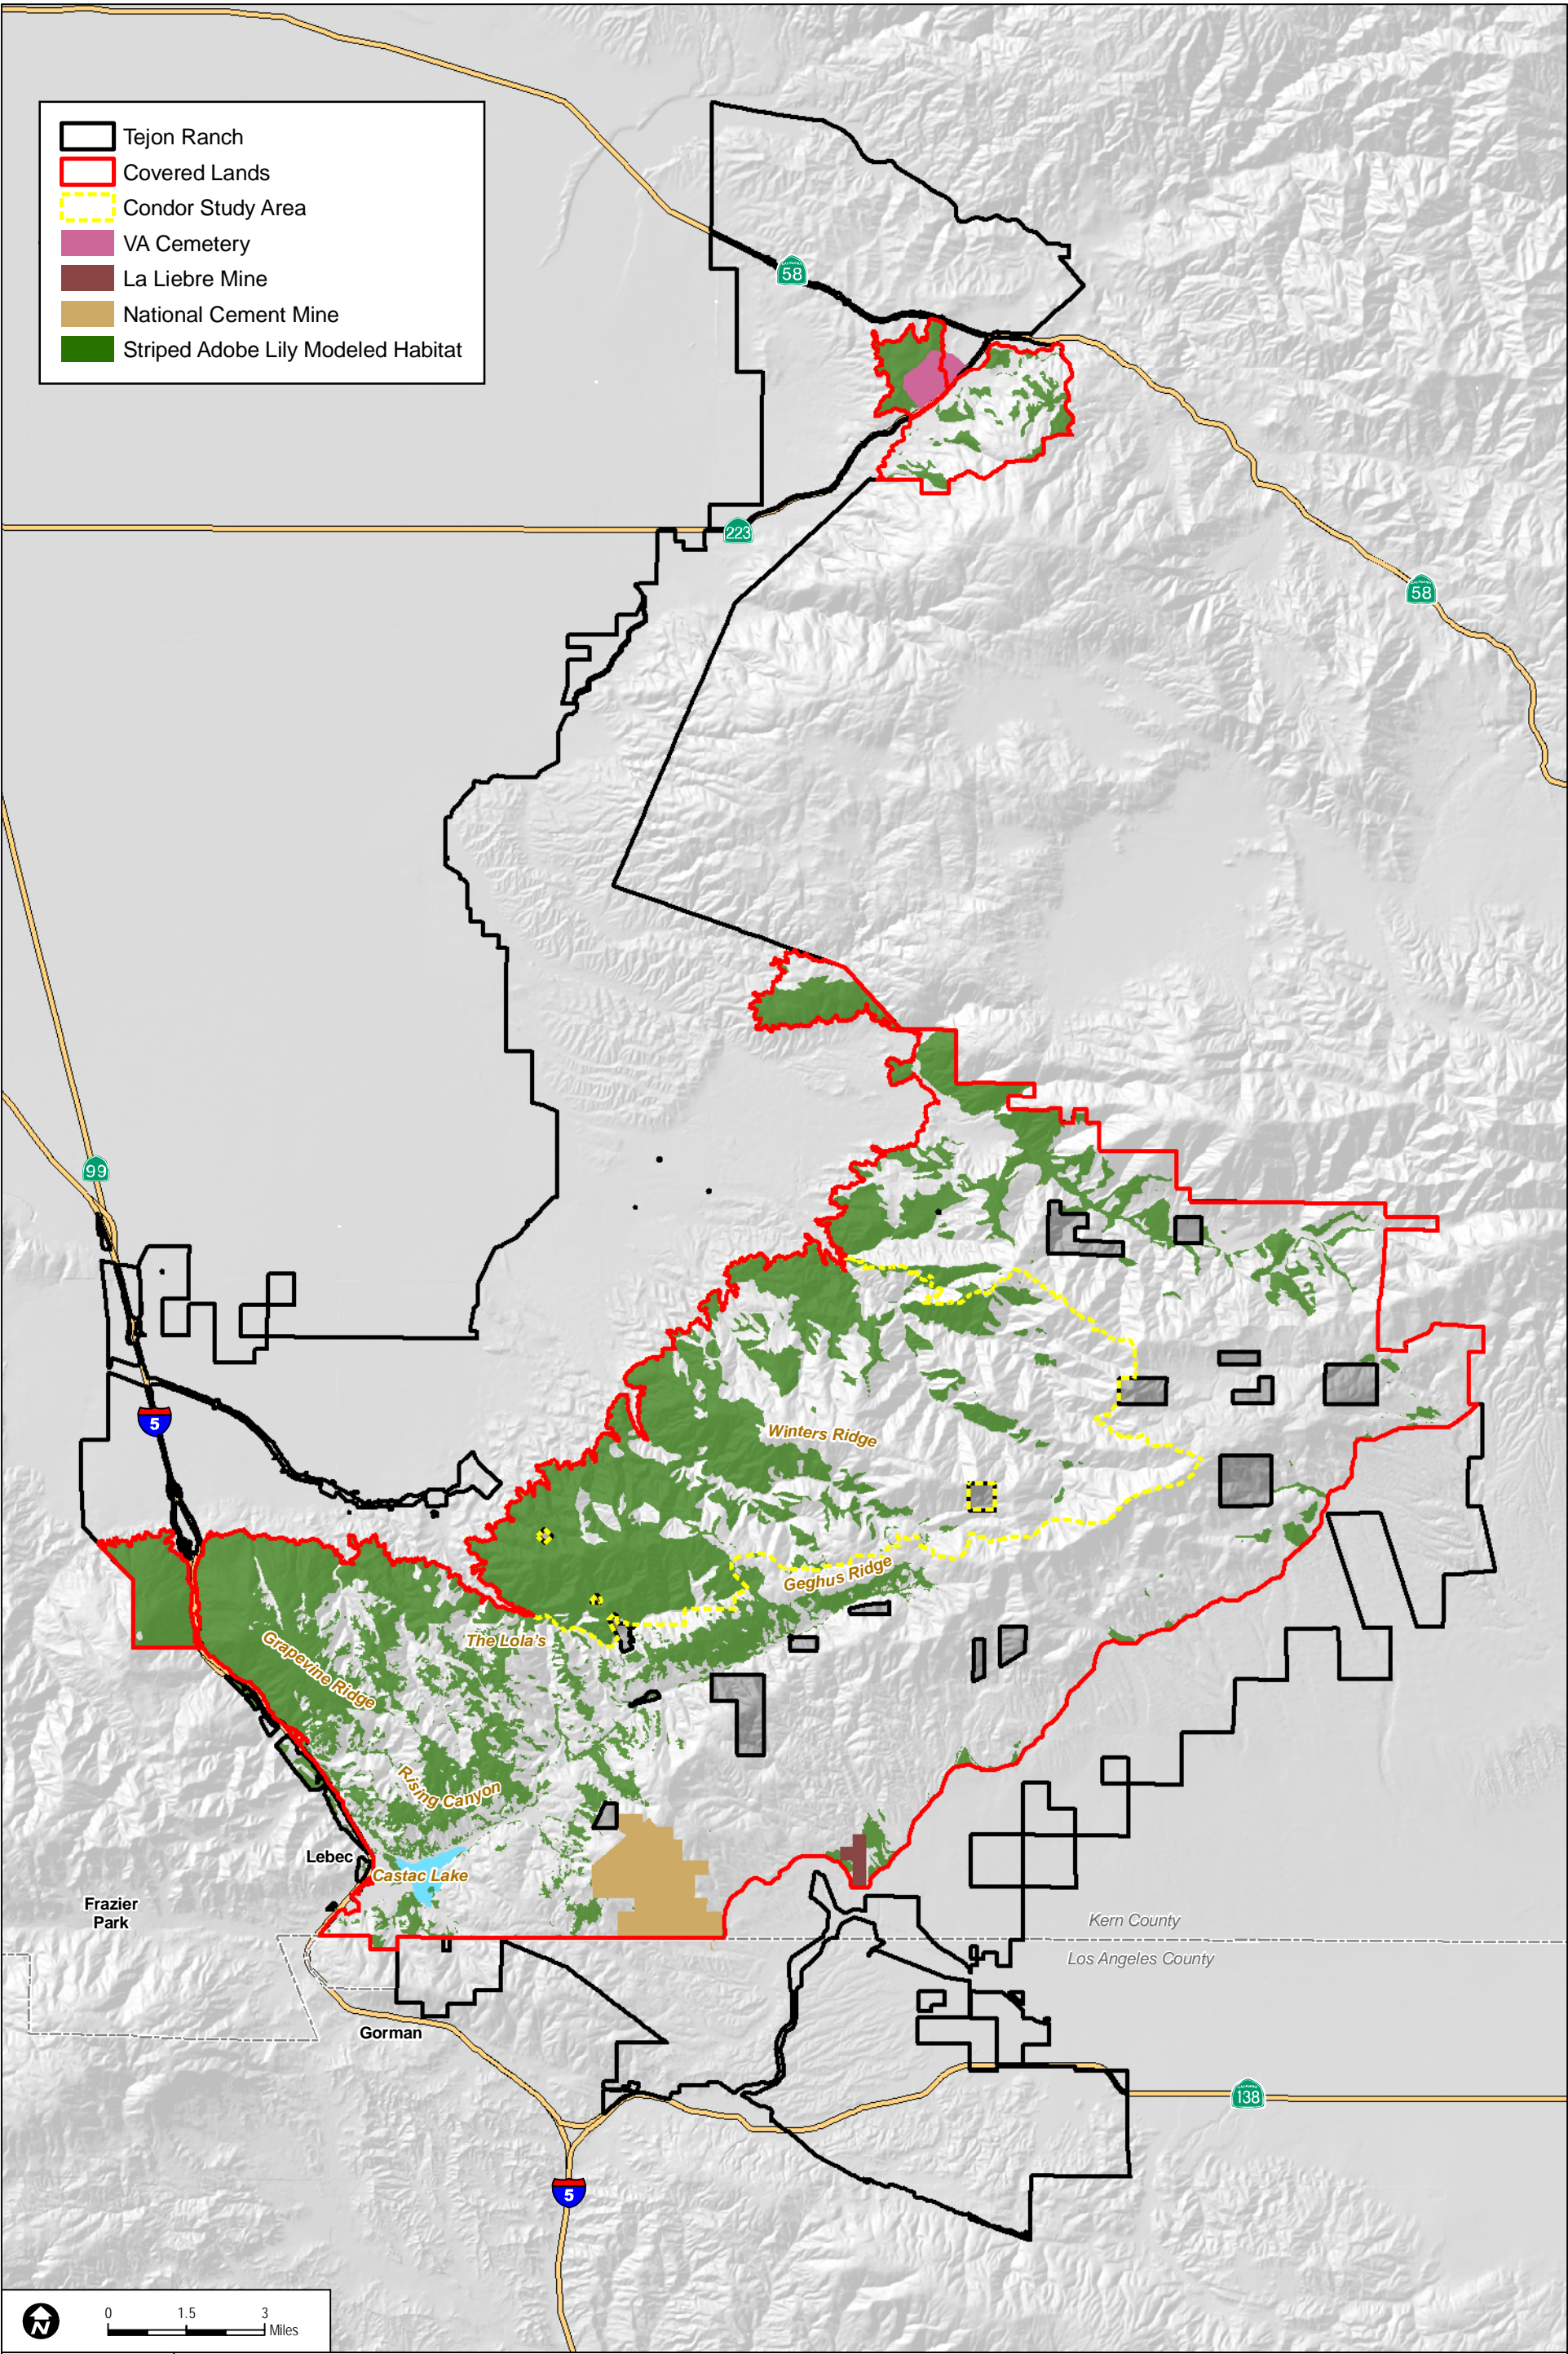 Tejon Ranch
Covered Lands
Condor Study Area
VA Cemetery
La Liebre Mine
National Cement Mine
Striped Adobe Lily Modeled Habitat
58
223
58
99
5
Winters Ridge
Geghus Ridge
The Lola's
Grapevine Ridge
Rising Canyon
Lebec
Castac Lake
Frazier
Park
Kern County
Los Angeles County
Gorman
138
5
N
0 1.5 3
Miles